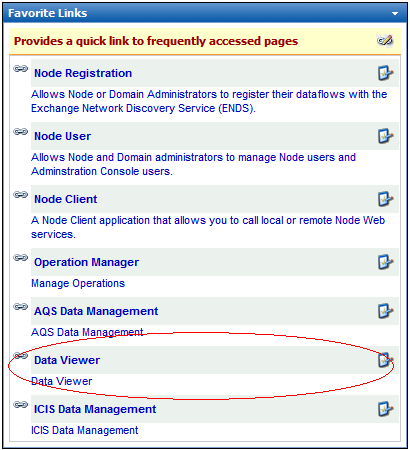 Favorite Links
Provides a quick link to frequently accessed pages
Node Registration
Allows Node or Domain Administrators to register their dataflows with the
Exchange Network Discovery Service (ENDS).
Node User
Allows Node and Domain administrators to manage Node users and
Adminstration Console users.
Node Client
A Node Client application that allows you to call local or remote Node Web
services.
Operation Manager
Manage Operations
AQS Data Management
AQS Data Management
Data Viewer
Data Viewer
ICIS Data Management
ICIS Data Management